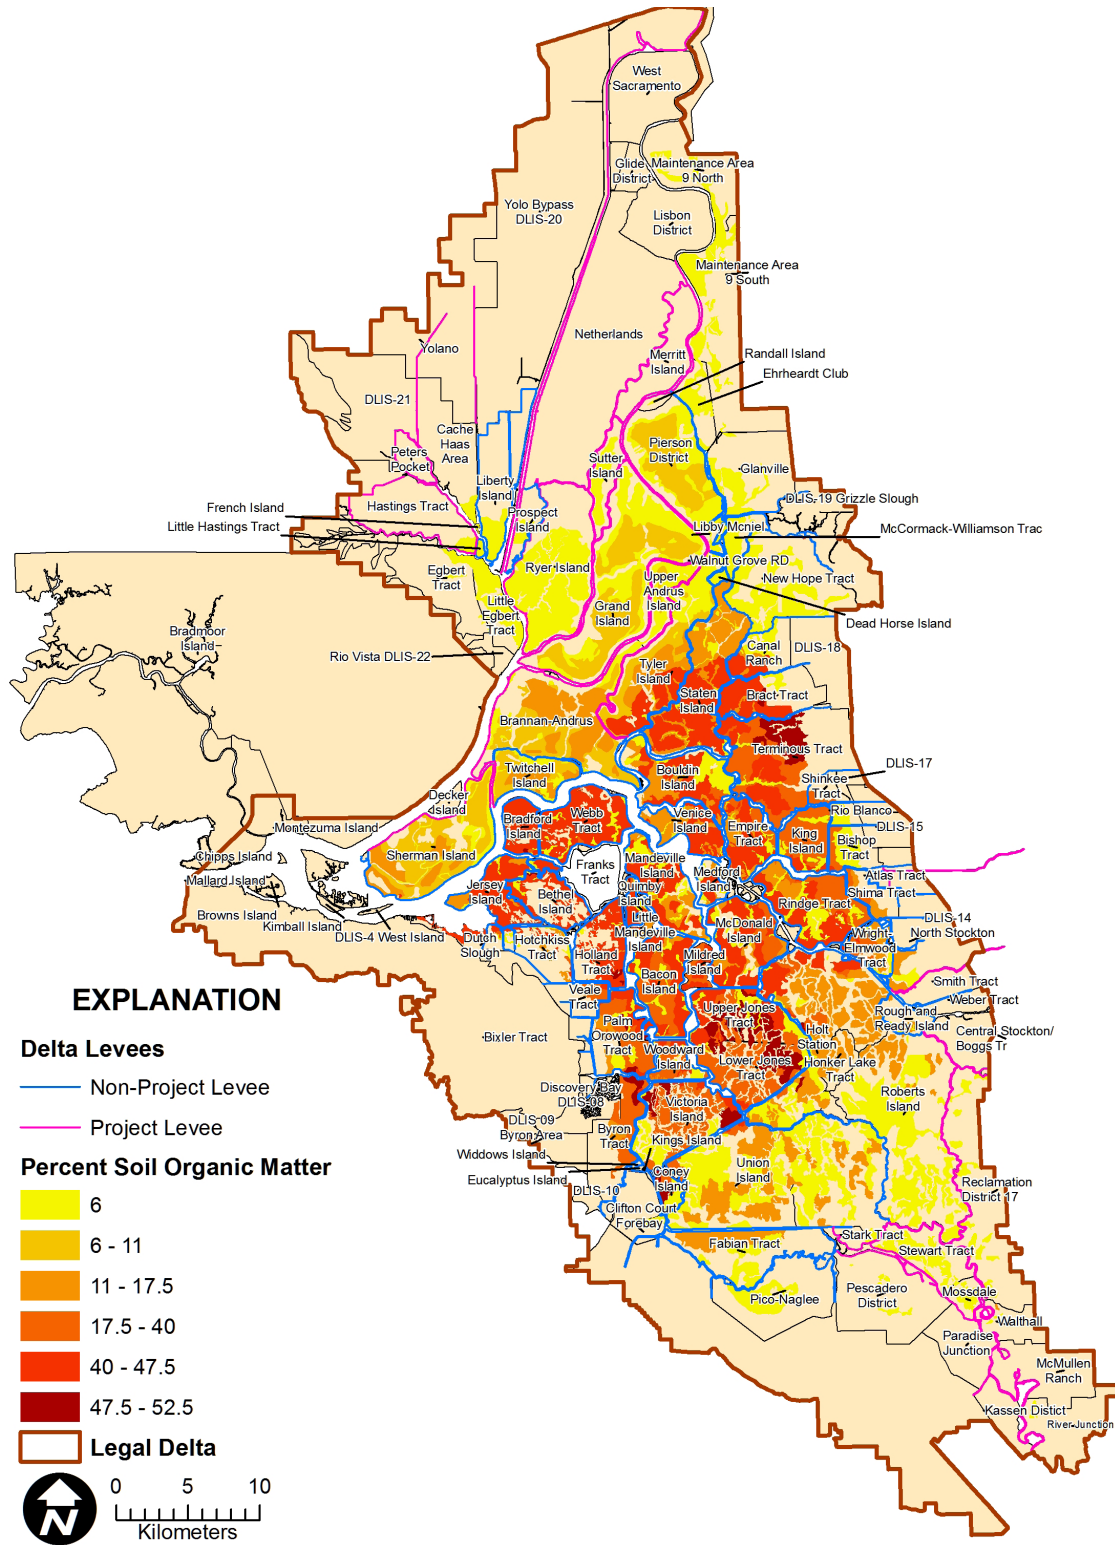 West
Sacramento
Glide
District
Maintenance Area
9 North
Yolo Bypass
DLIS-20
Lisbon
District
Maintenance Area
9 South
Netherlands
Yolano
Merritt
Island
Randall Island
Ehrheardt Club
DLIS-21
Cache
Haas
Area
Peters
Pocket
Pierson
District
Sutter
Island
Glanville
Liberty
Island
Hastings Tract
French Island
Little Hastings Tract
Prospect
Island
DLIS-19 Grizzle Slough
Libby Mcniel
McCormack-Williamson Trac
Walnut Grove RD
Egbert
Tract
Ryer Island
Upper
Andrus
Island
New Hope Tract
Little
Egbert
Tract
Grand
Island
Dead Horse Island
Bradmoor
Island
Rio Vista DLIS-22
Canal
Ranch
DLIS-18
Tyler
Island
Staten
Island
Bract Tract
Brannan-Andrus
Terminous Tract
Twitchell
Island
Bouldin
Island
DLIS-17
Shinkee
Tract
Decker
Island
Rio Blanco
Bradford
Island
Webb
Tract
Venice
Island
Empire
Tract
King
Island
DLIS-15
Bishop
Tract
Montezuma Island
Chipps Island
Sherman Island
Franks
Tract
Mandeville
Island
Medford
Island
Atlas Tract
Mallard Island
Jersey
Island
Bethel
Island
Quimby
Island
Shima Tract
Rindge Tract
Browns Island
Kimball Island
DLIS-4 West Island
Little
Mandeville
Island
McDonald
Island
DLIS-14
North Stockton
Wright-
Elmwood
Tract
Dutch
Slough
Hotchkiss
Tract
Holland
Tract
Mildred
Island
Bacon
Island
Smith Tract
Veale
Tract
Weber Tract
Upper Jones
Tract
Rough and
Ready Island
Central Stockton/
Boggs Tr
Bixler Tract
Palm
Orowood
Tract
Holt
Station
Woodward
Island
Lower Jones
Tract
Honker Lake
Tract
Discovery Bay
DLIS-08
Roberts
Island
Victoria
Island
DLIS-09
Byron Area
Byron
Tract
Kings Island
Widdows Island
Eucalyptus Island
Coney
Island
Union
Island
DLIS-10
Reclamation
District 17
Clifton Court
Forebay
Fabian Tract
Stark Tract
Stewart Tract
Pico-Naglee
Pescadero
District
Mossdale
Walthall
Paradise
Junction
McMullen
Ranch
Kassen Distict
River Junction
EXPLANATION
Delta Levees
Non-Project Levee
Project Levee
Percent Soil Organic Matter
6
6 - 11
11 - 17.5
17.5 - 40
40 - 47.5
47.5 - 52.5
Legal Delta
N
0 5 10
Kilometers